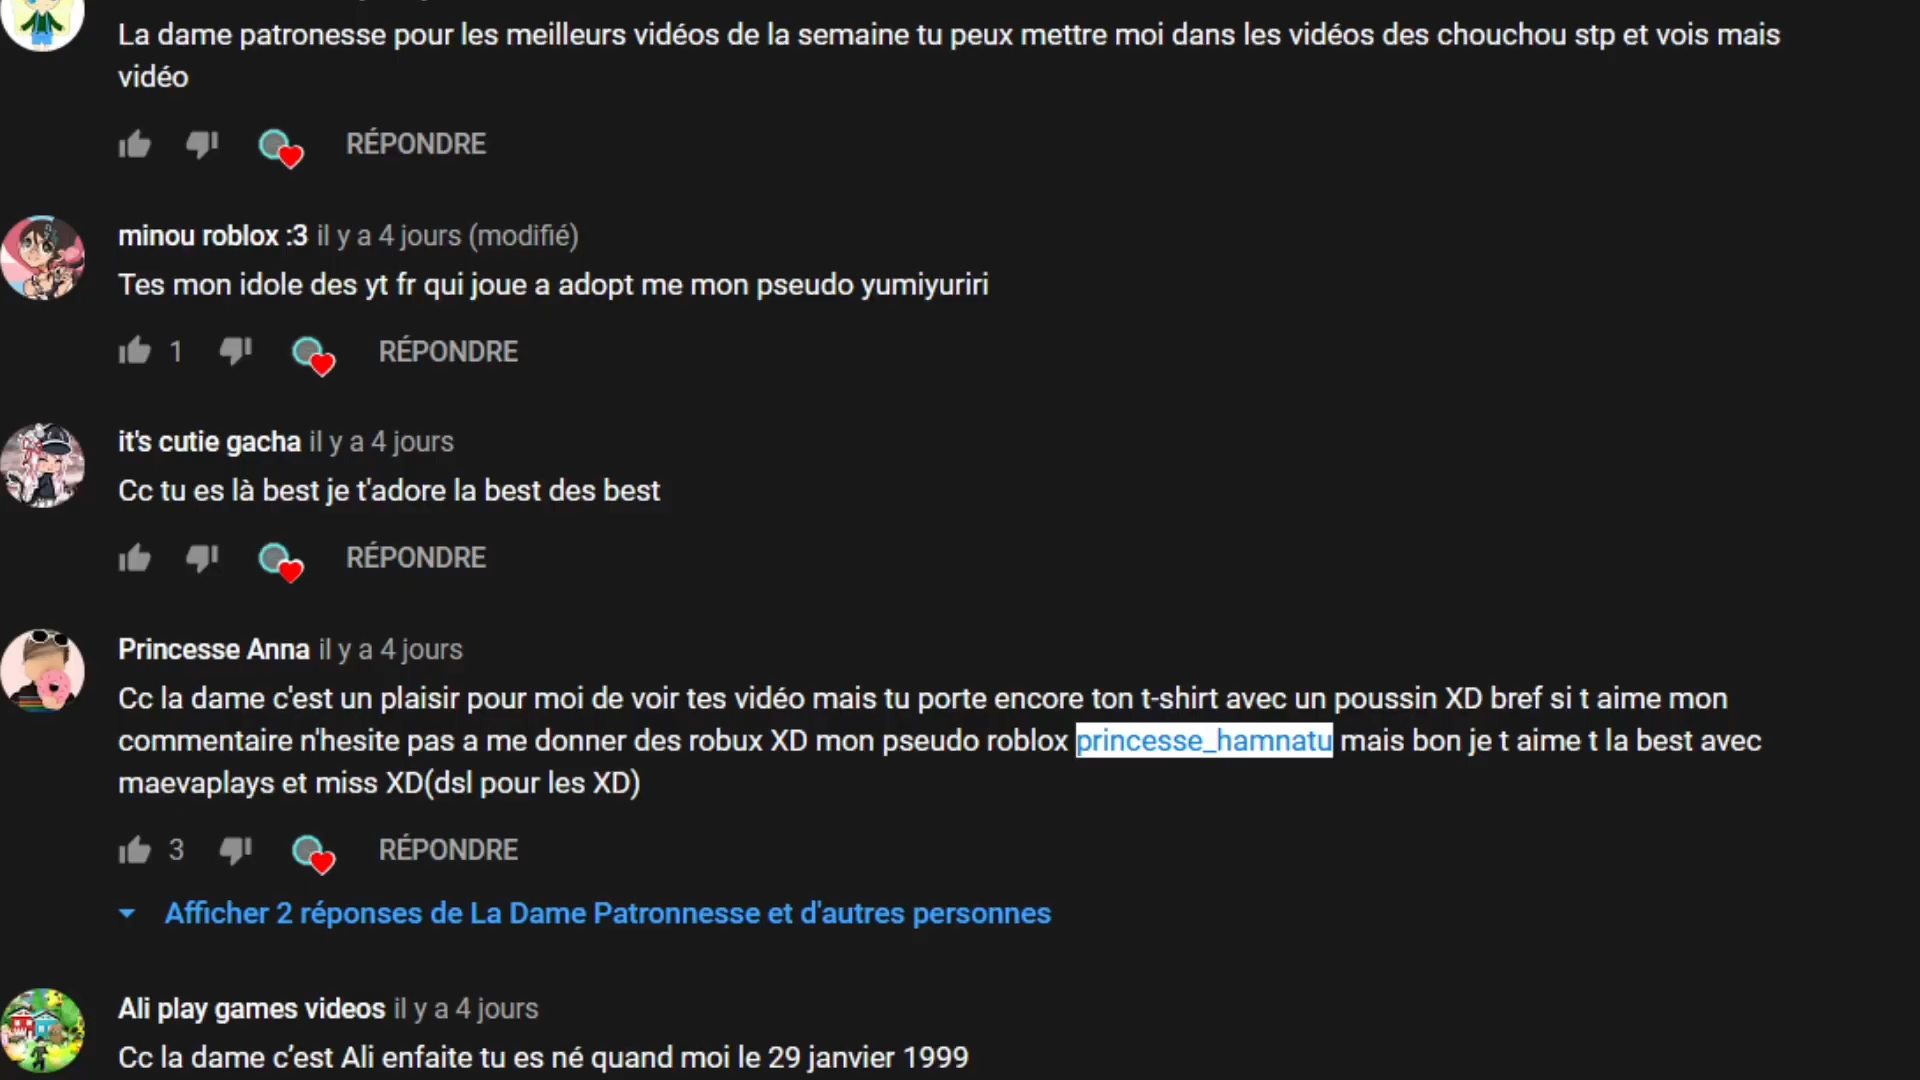 La dame patronesse pour les meilleurs vidéos de la semaine tu peux mettre moi dans les vidéos des chouchou stp et vois mais
vidéo
RÉPONDRE
minou roblox :3 il y a 4 jours (modifié)
Tes mon idole des yt fr qui joue a adopt me mon pseudo yumiyuriri
1 RÉPONDRE
it's cutie gacha il y a 4 jours
Cc tu es là best je t'adore la best des best
RÉPONDRE
Princesse Anna il y a 4 jours
Cc la dame c'est un plaisir pour moi de voir tes vidéo mais tu porte encore ton t-shirt avec un poussin XD bref si t aime mon
commentaire n'hesite pas a me donner des robux XD mon pseudo roblox princesse_hamnatu mais bon je t aime t la best avec
maevaplays et miss XD(dsl pour les XD)
3 RÉPONDRE
Afficher 2 réponses de La Dame Patronnesse et d'autres personnes
Ali play games videos il y a 4 jours
Cc la dame c’est Ali enfaite tu es né quand moi le 29 janvier 1999